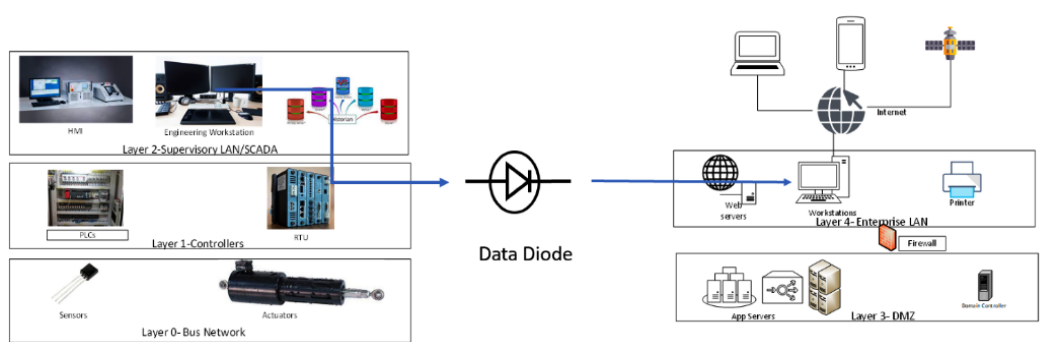 HMI
Engineering Workstation
Historian
Layer 2-Supervisory LAN/SCADA
PLCs
RTU
Layer 1-Controllers
Sensors
Actuators
Layer 0- Bus Network
Data Diode
Internet
Web
servers
Workstations
Printer
Layer 4- Enterprise LAN
Firewall
App Servers
Domain Controller
Layer 3- DMZ